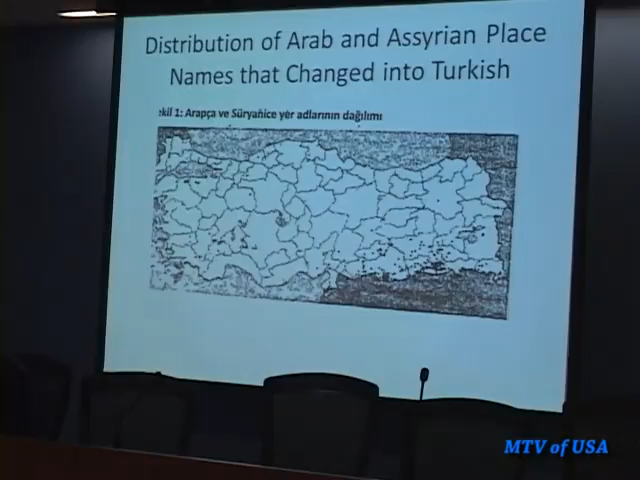 Distribution of Arab and Assyrian Place
Names that Changed into Turkish
kil 1: Arapça ve Süryanice yer adlarının dağılımı
MTV of USA